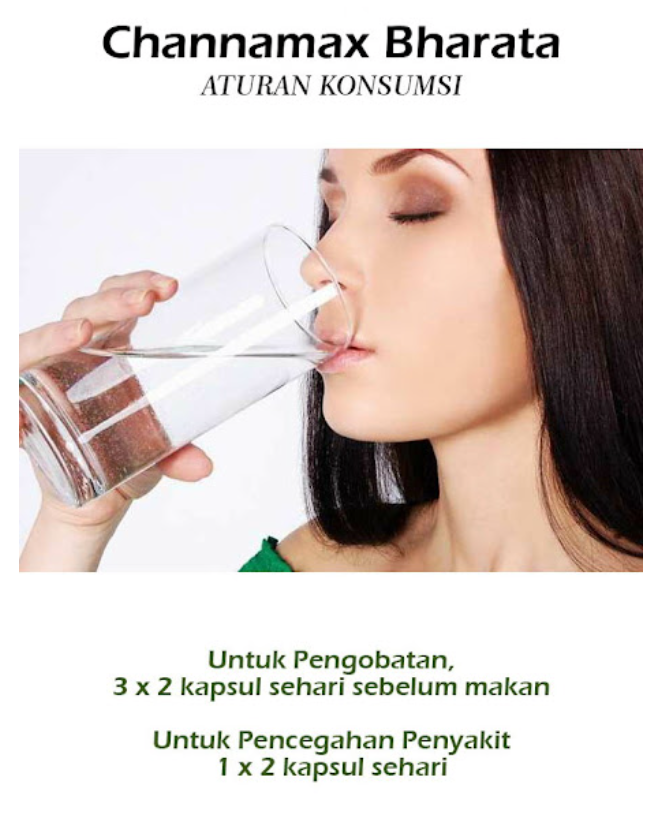 Channamax Bharata
ATURAN KONSUMSI
Untuk Pengobatan,
3 x 2 kapsul sehari sebelum makan
Untuk Pencegahan Penyakit
1 x 2 kapsul sehari